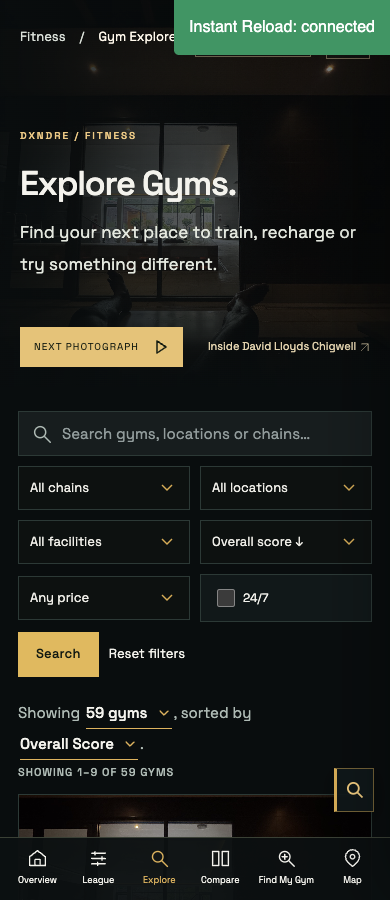 Instant Reload: connected
Fitness / Gym Explore
DXNDRE / FITNESS
Explore Gyms.
Find your next place to train, recharge or
try something different.
NEXT PHOTOGRAPH
Inside David Lloyds Chigwell
Search gyms, locations or chains...
All chains
All locations
All facilities
Overall score ↓
Any price
24/7
Search
Reset filters
Showing 59 gyms , sorted by
Overall Score .
SHOWING 1–9 OF 59 GYMS
Overview
League
Explore
Compare
Find My Gym
Map